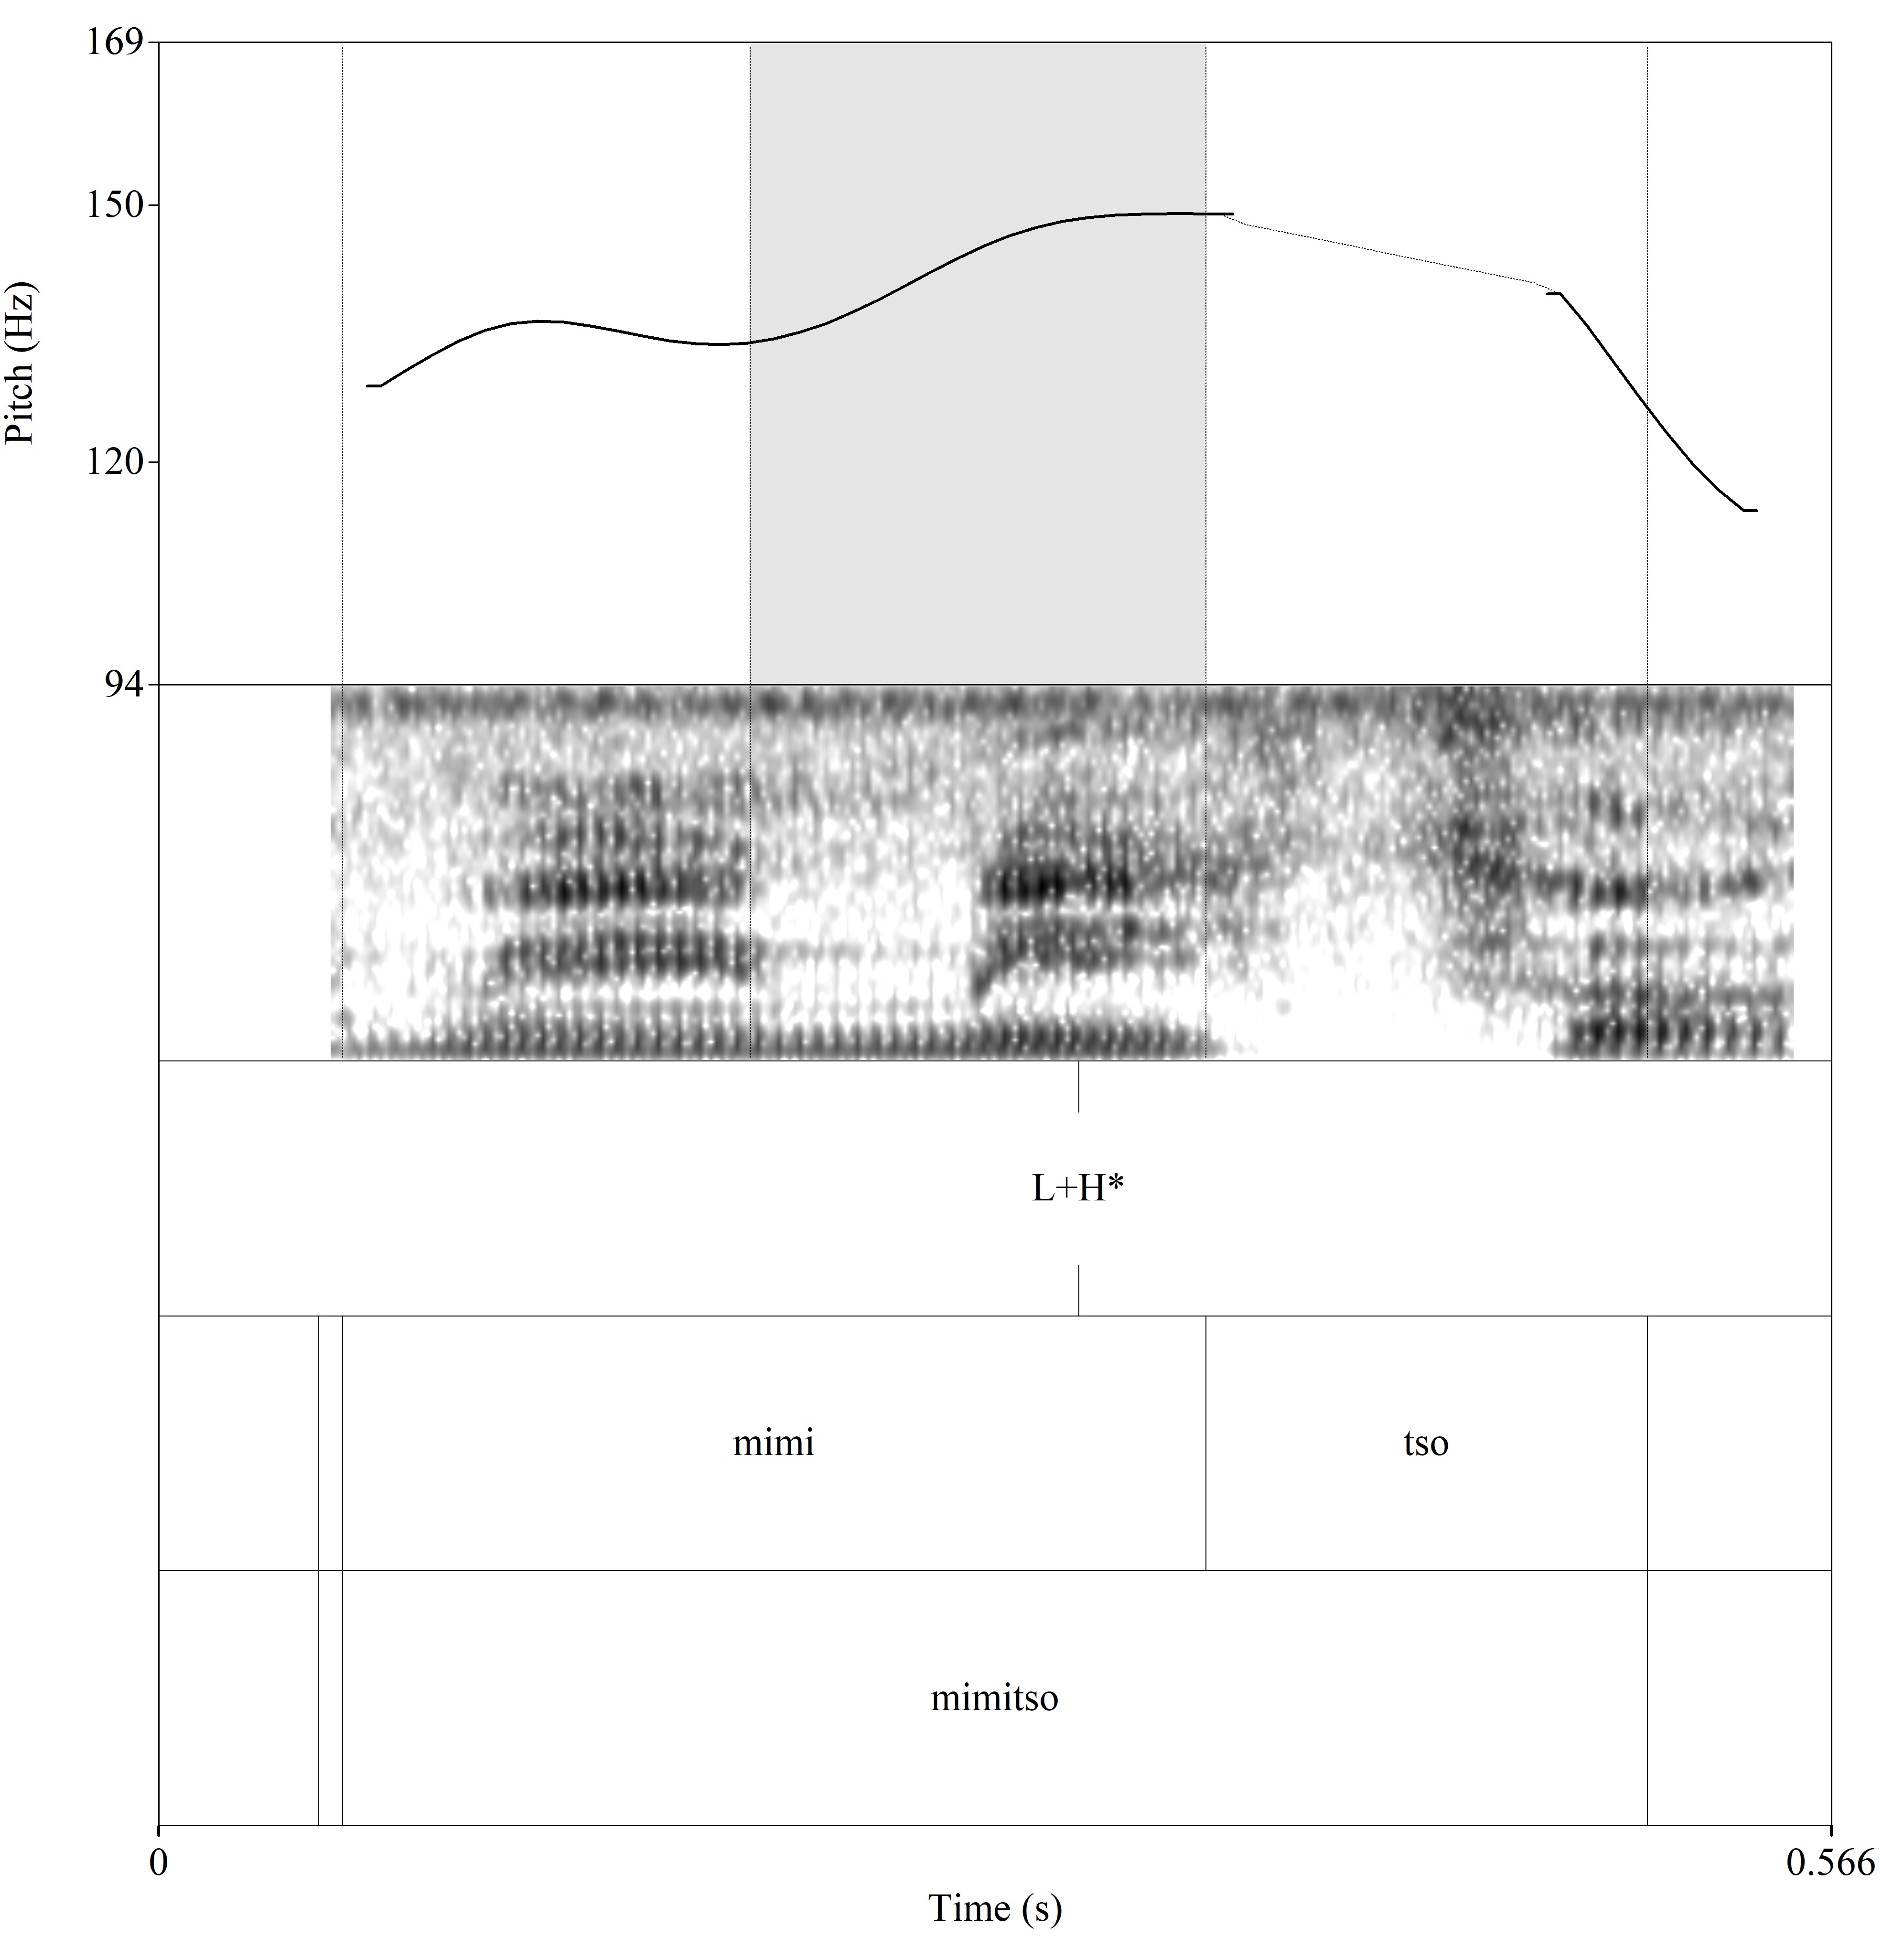 169
150
120
94
Pitch (Hz)
L+H*
mimi tso
mimitso
0 0.566
Time (s)